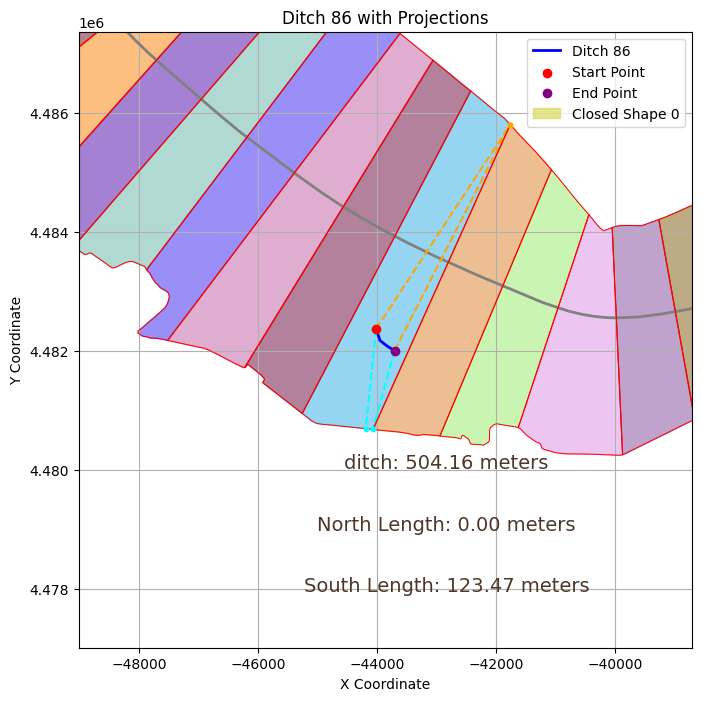 Ditch 86 with Projections
1e6
Ditch 86
Start Point
End Point
Closed Shape 0
4.486
4.484
4.482
4.480
4.478
Y Coordinate
ditch: 504.16 meters
North Length: 0.00 meters
South Length: 123.47 meters
−48000 −46000 −44000 −42000 −40000
X Coordinate